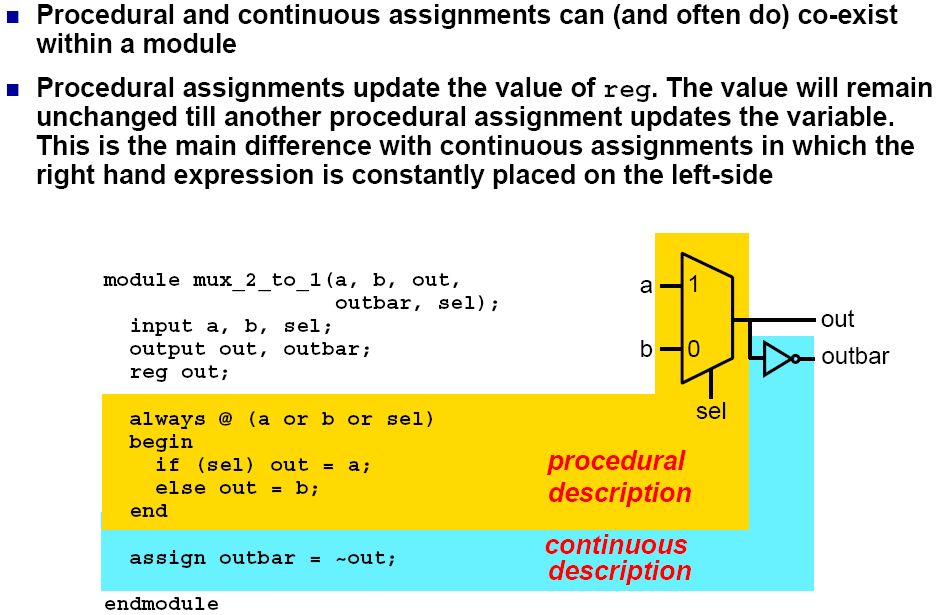 Procedural and continuous assignments can (and often do) co-exist
within a module
Procedural assignments update the value of reg. The value will remain
unchanged till another procedural assignment updates the variable.
This is the main difference with continuous assignments in which the
right hand expression is constantly placed on the left-side
module mux_2_to_1(a, b, out,
outbar, sel);
input a, b, sel;
output out, outbar;
reg out;
always @ (a or b or sel)
begin
if (sel) out = a;
else out = b;
end
assign outbar = ~out;
endmodule
a
1
b
0
sel
out
outbar
procedural
description
continuous
description